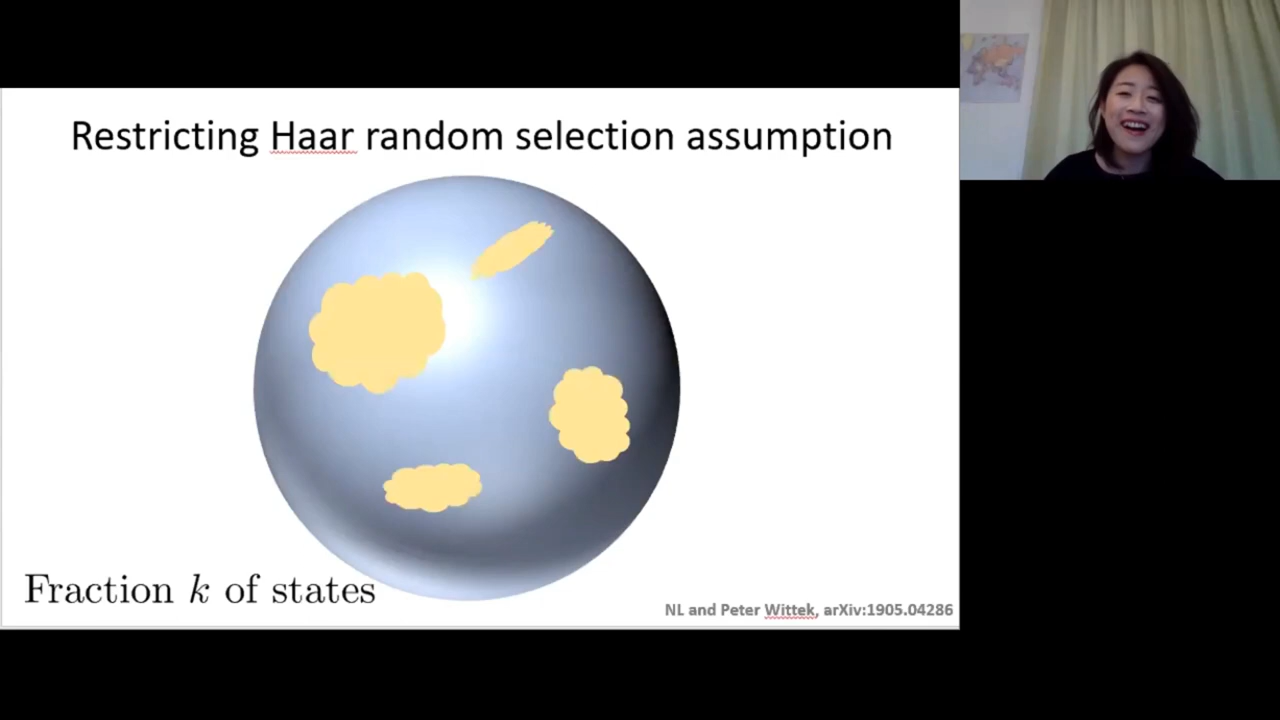 Restricting Haar random selection assumption
Fraction k of states
NL and Peter Wittek, arXiv:1905.04286